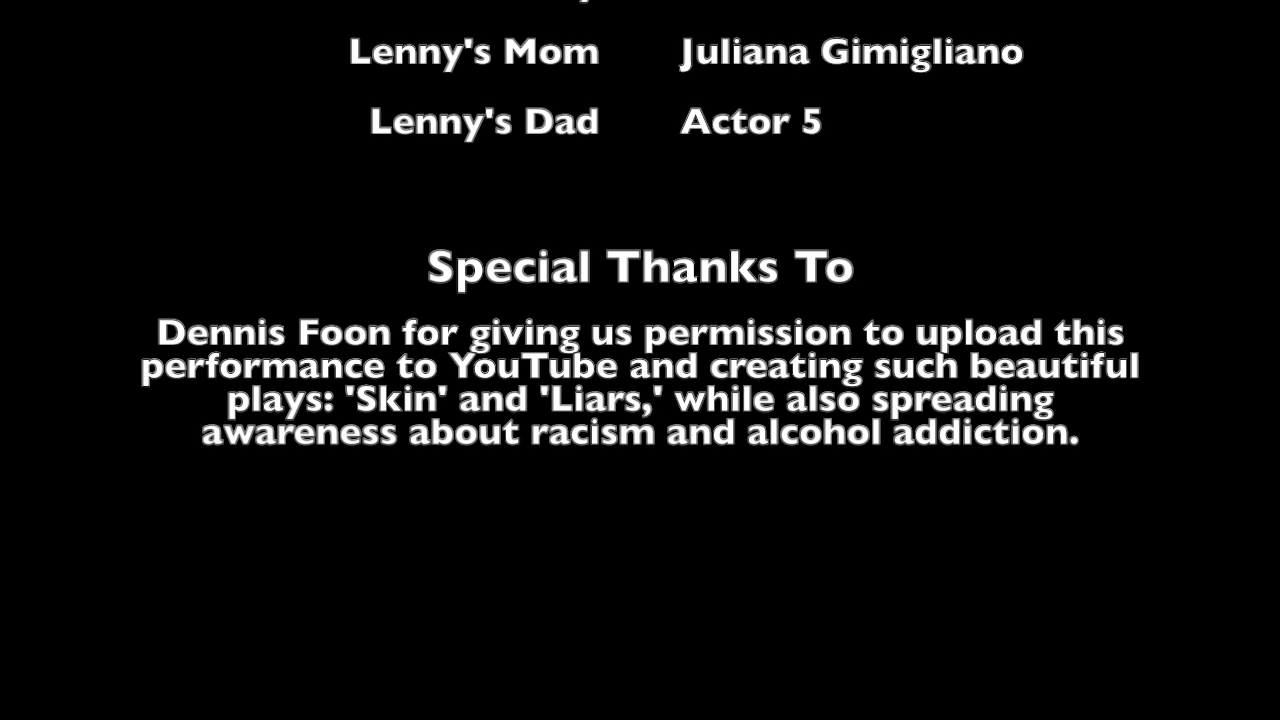 Lenny's Mom Juliana Gimigliano
Lenny's Dad Actor 5
Special Thanks To
Dennis Foon for giving us permission to upload this
performance to YouTube and creating such beautiful
plays: 'Skin' and 'Liars,' while also spreading
awareness about racism and alcohol addiction.